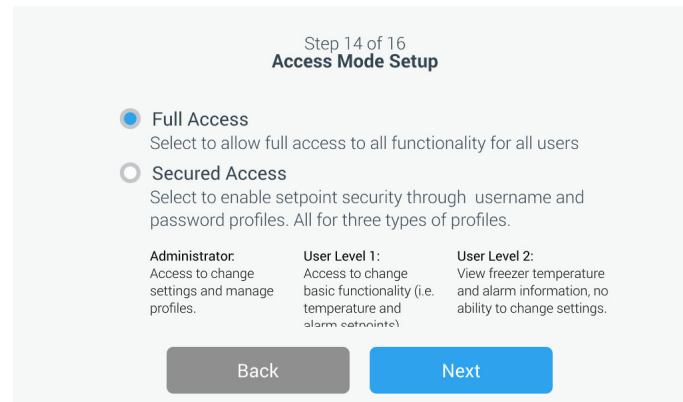 Step 14 of 16
Access Mode Setup
Full Access
Select to allow full access to all functionality for all users
Secured Access
Select to enable setpoint security through username and
password profiles. All for three types of profiles.
Administrator:
Access to change
settings and manage
profiles.
User Level 1:
Access to change
basic functionality (i.e.
temperature and
alarm setpoints)
User Level 2:
View freezer temperature
and alarm information, no
ability to change settings.
Back
Next